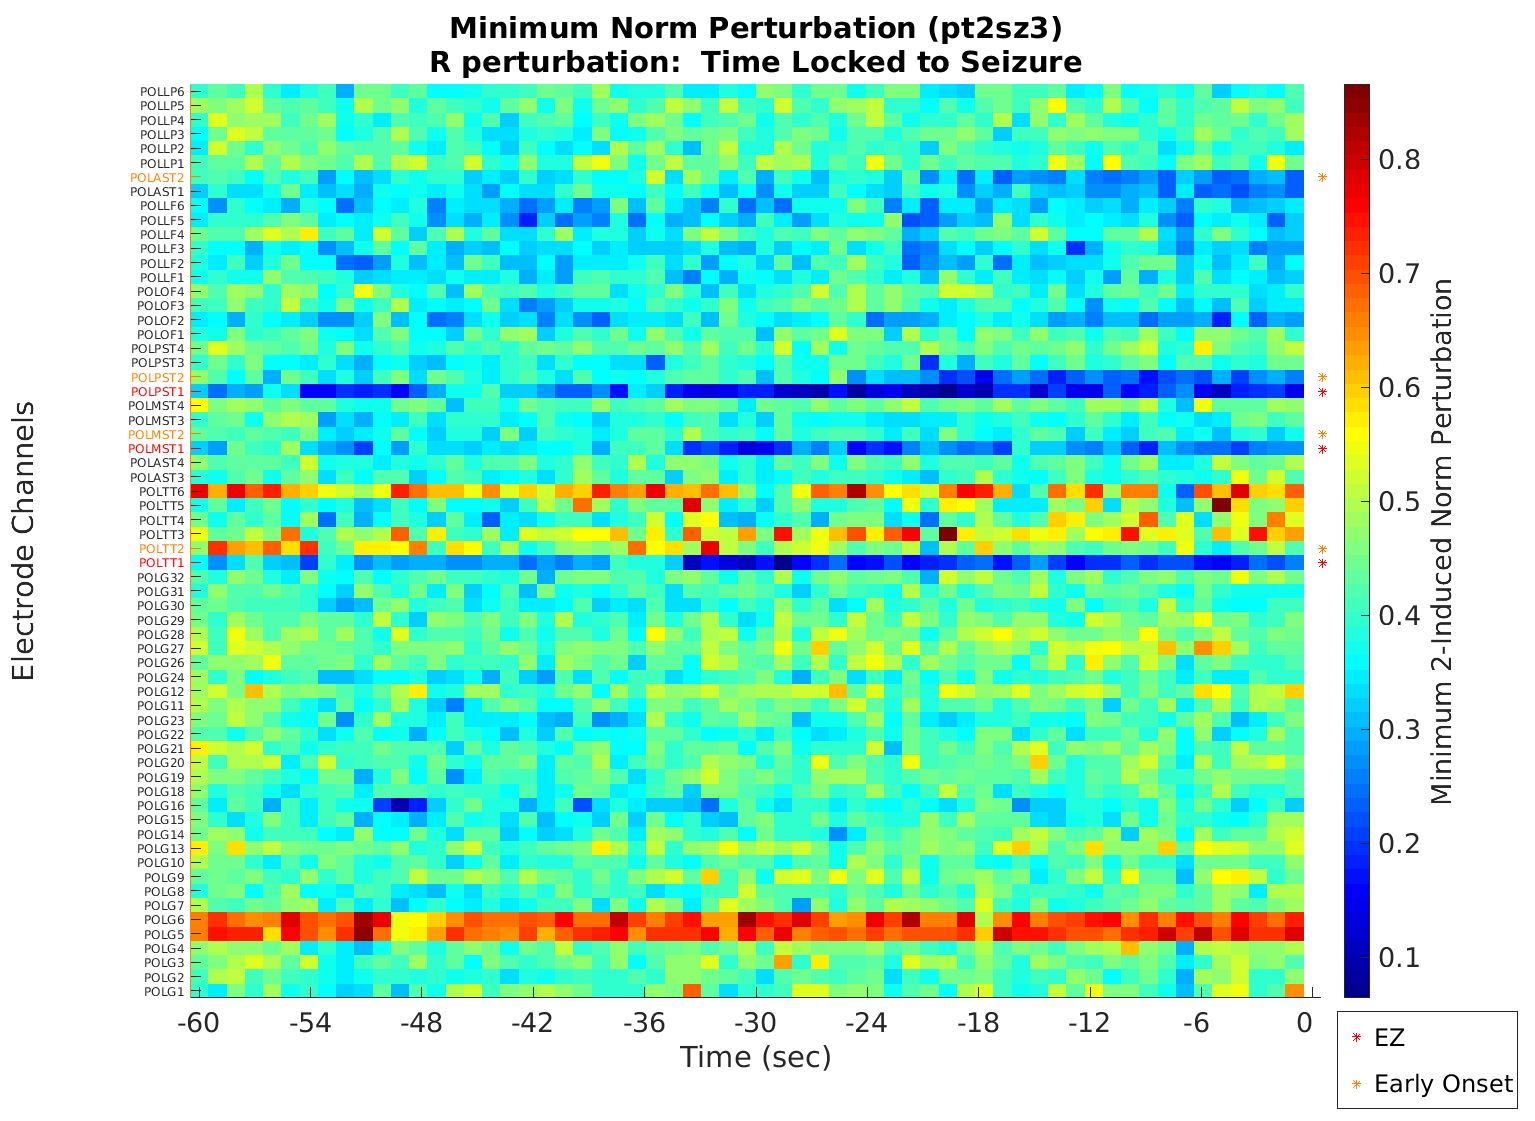 Minimum Norm Perturbation (pt2sz3)
R perturbation:  Time Locked to Seizure
Electrode Channels
POLLP6
POLLP5
POLLP4
POLLP3
POLLP2
POLLP1
POLAST2
POLAST1
POLLF6
POLLF5
POLLF4
POLLF3
POLLF2
POLLF1
POLOF4
POLOF3
POLOF2
POLOF1
POLPST4
POLPST3
POLPST2
POLPST1
POLMST4
POLMST3
POLMST2
POLMST1
POLAST4
POLAST3
POLTT6
POLTT5
POLTT4
POLTT3
POLTT2
POLTT1
POLG32
POLG31
POLG30
POLG29
POLG28
POLG27
POLG26
POLG24
POLG12
POLG11
POLG23
POLG22
POLG21
POLG20
POLG19
POLG18
POLG16
POLG15
POLG14
POLG13
POLG10
POLG9
POLG8
POLG7
POLG6
POLG5
POLG4
POLG3
POLG2
POLG1
-60 -54 -48 -42 -36 -30 -24 -18 -12 -6 0
Time (sec)
0.8
0.7
0.6
0.5
0.4
0.3
0.2
0.1
Minimum 2-Induced Norm Perturbation
EZ
Early Onset